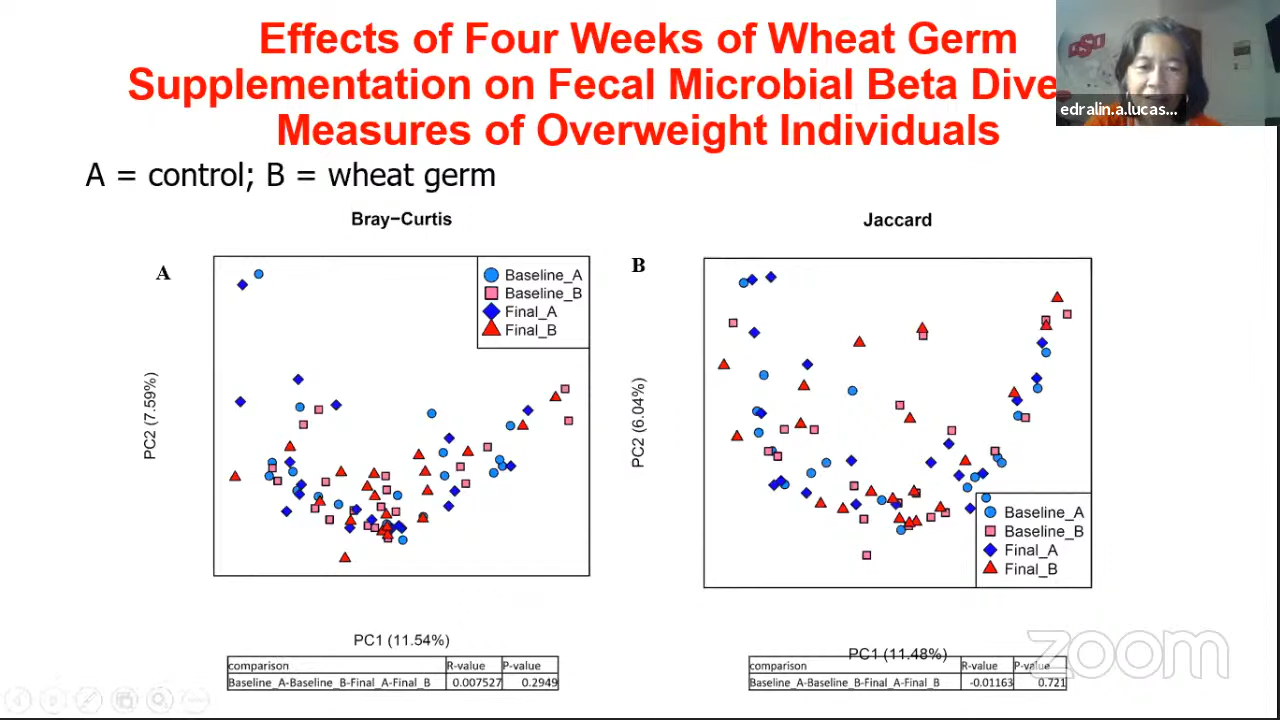 Effects of Four Weeks of Wheat Germ
Supplementation on Fecal Microbial Beta Dive
Measures of Overweight Individuals
edralin.a.lucas...
A = control; B = wheat germ
Bray−Curtis
A
PC2 (7.59%)
Baseline_A
Baseline_B
Final_A
Final_B
PC1 (11.54%)
comparison R-value P-value
Baseline_A-Baseline_B-Final_A-Final_B 0.007527 0.2949
Jaccard
B
PC2 (6.04%)
Baseline_A
Baseline_B
Final_A
Final_B
PC1 (11.48%)
comparison R-value P-value
Baseline_A-Baseline_B-Final_A-Final_B -0.01163 0.721
zoom